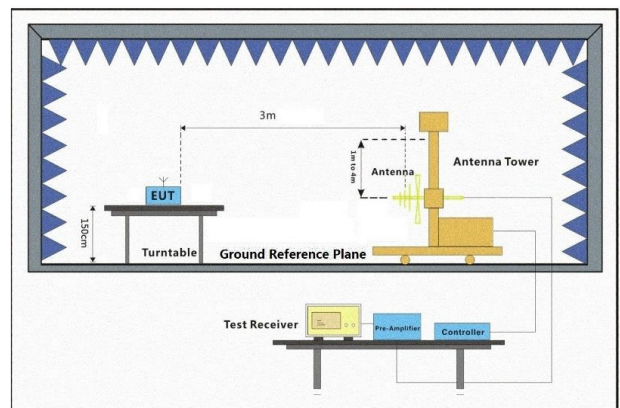 3m
1m to 4m
Antenna
Antenna Tower
EUT
150cm
Turntable
Ground Reference Plane
Test Receiver
Pre-Amplifier
Controller